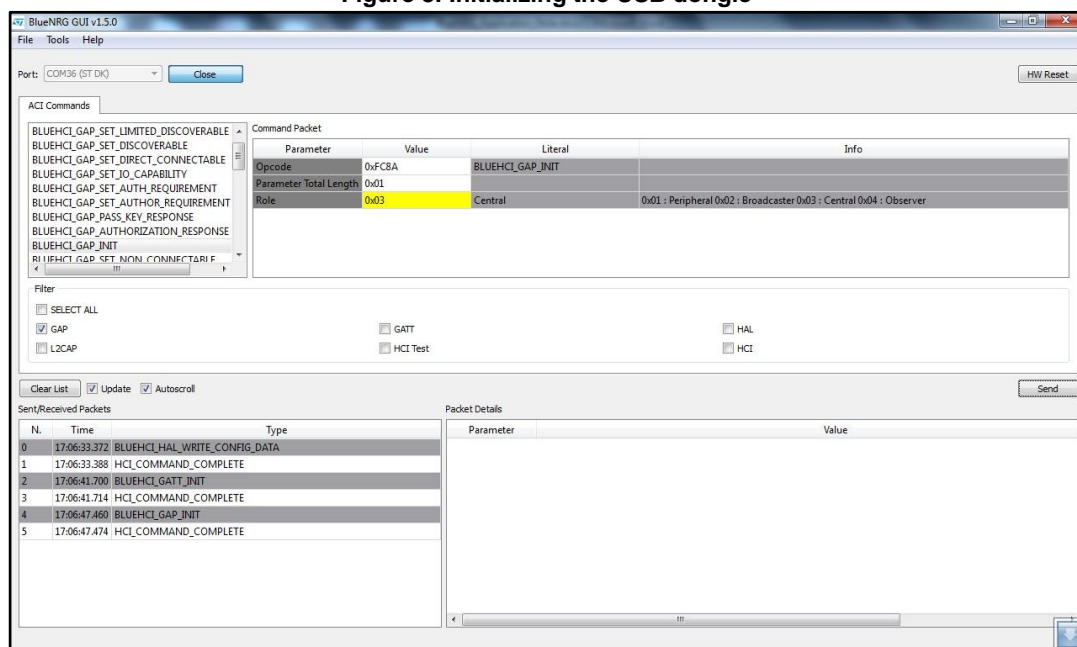 Figure 8. Initializing the USB dongle
BlueNRG GUI v1.5.0
File Tools Help
Port: COM36 (ST DK) Close HW Reset
ACI Commands
BLUEHCI_GAP_SET_LIMITED_DISCOVERABLE
BLUEHCI_GAP_SET_DISCOVERABLE
BLUEHCI_GAP_SET_DIRECT_CONNECTABLE
BLUEHCI_GAP_SET_IO_CAPABILITY
BLUEHCI_GAP_SET_AUTH_REQUIREMENT
BLUEHCI_GAP_SET_AUTHOR_REQUIREMENT
BLUEHCI_GAP_PASS_KEY_RESPONSE
BLUEHCI_GAP_AUTHORIZATION_RESPONSE
BLUEHCI_GAP_INIT
BLUEHCI_GAP_SET_NON_CONNECTABLE
Command Packet
Parameter Value Literal Info
Opcode 0xFC8A BLUEHCI_GAP_INIT
Parameter Total Length 0x01
Role 0x03 Central 0x01 : Peripheral 0x02 : Broadcaster 0x03 : Central 0x04 : Observer
Filter
SELECT ALL
GAP GATT HAL
L2CAP HCI Test HCI
Clear List Update Autoscroll Send
Sent/Received Packets
N. Time Type
0 17:06:33.372 BLUEHCI_HAL_WRITE_CONFIG_DATA
1 17:06:33.388 HCI_COMMAND_COMPLETE
2 17:06:41.700 BLUEHCI_GATT_INIT
3 17:06:41.714 HCI_COMMAND_COMPLETE
4 17:06:47.460 BLUEHCI_GAP_INIT
5 17:06:47.474 HCI_COMMAND_COMPLETE
Packet Details
Parameter Value